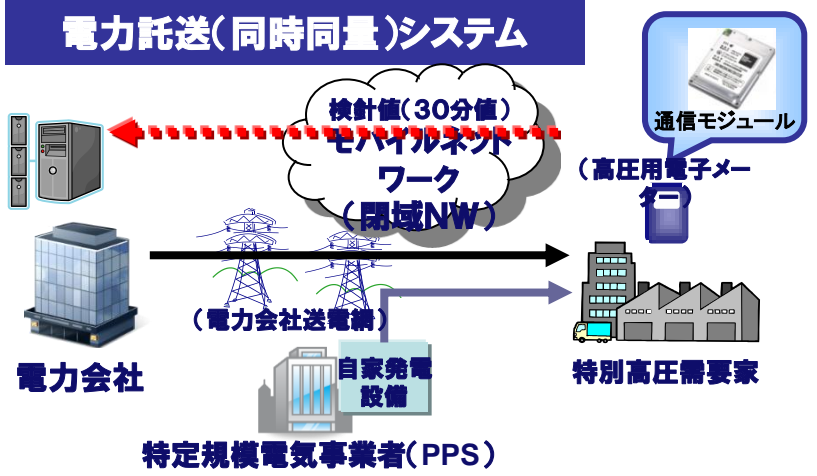 電力託送(同時同量)システム
通信モジュール
検針値(30分値)
モバイルネット
ワーク
(閉域NW)
(高圧用電子メー
ター)
(電力会社送電網)
電力会社
自家発電
設備
特別高圧需要家
特定規模電気事業者(PPS)